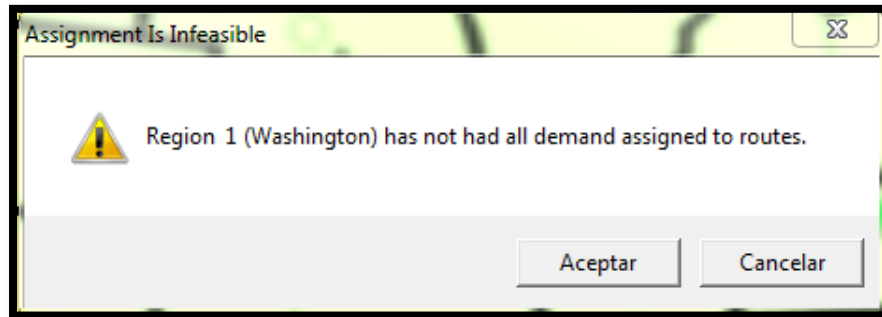 Assignment Is Infeasible
Region 1 (Washington) has not had all demand assigned to routes.
Aceptar
Cancelar